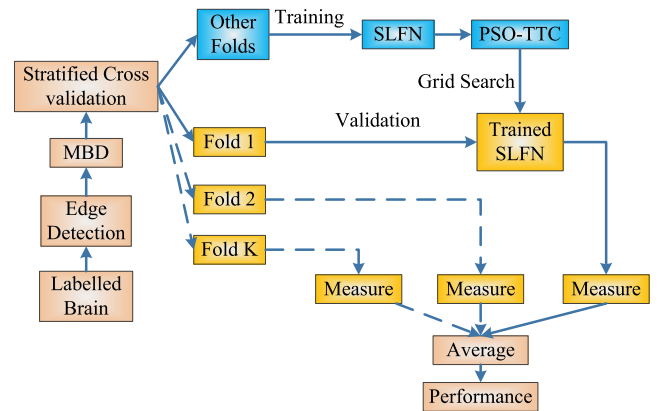 Other
Folds
Training
SLFN
PSO-TTC
Stratified Cross
validation
Grid Search
MBD
Fold 1
Validation
Trained
SLFN
Edge
Detection
Fold 2
Fold K
Labelled
Brain
Measure
Measure
Measure
Average
Performance